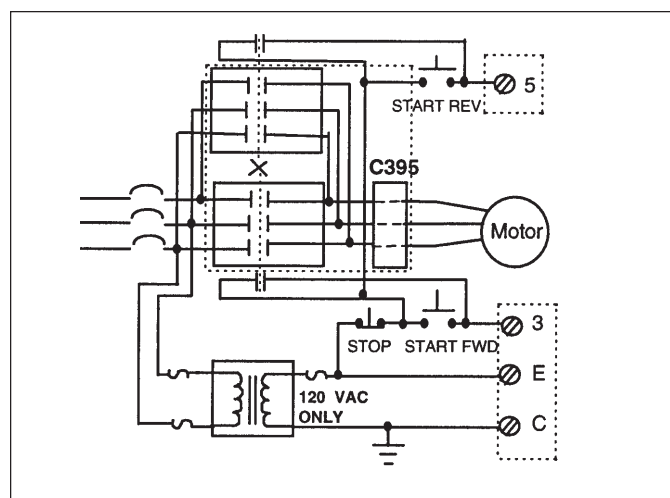 5
START REV
C395
Motor
3
STOP START FWD
E
120 VAC
ONLY
C